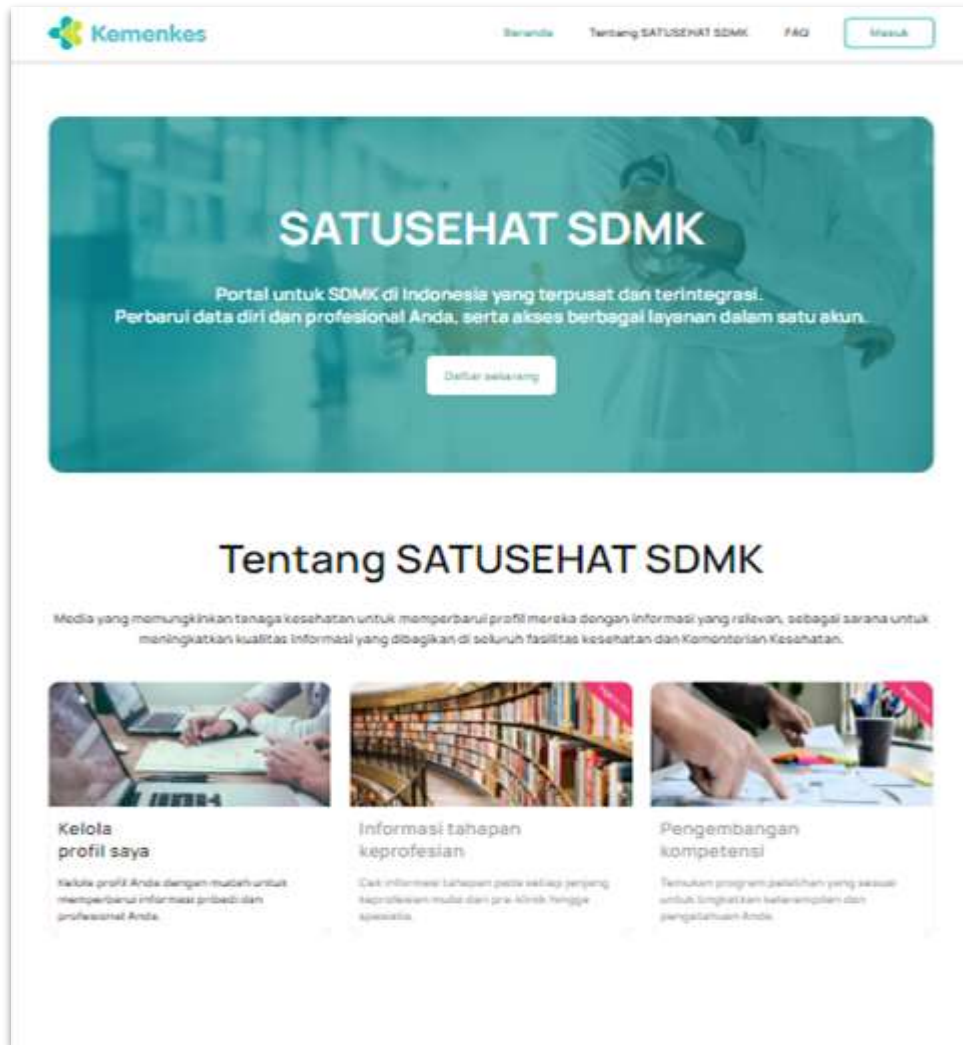 Kemenkes
Beranda Tentang SATUSEHAT SDMK FAQ Masuk
SATUSEHAT SDMK
Portal untuk SDMK di Indonesia yang terpusat dan terintegrasi.
Perbarui data diri dan profesional Anda, serta akses berbagai layanan dalam satu akun.
Daftar sekarang
Tentang SATUSEHAT SDMK
Media yang memungkinkan tenaga kesehatan untuk memperbarui profil mereka dengan informasi yang relevan, sebagai sarana untuk
meningkatkan kualitas informasi yang dibagikan di seluruh fasilitas kesehatan dan Kementerian Kesehatan.
Kelola
profil saya
Kelola profil Anda dengan mudah untuk
memperbarui informasi pribadi dan
profesional Anda.
Informasi tahapan
keprofesian
Cek informasi tahapan pada setiap jenjang
keprofesian mulai dari pre-klinik hingga
spesialis.
Pengembangan
kompetensi
Temukan program pelatihan yang sesuai
untuk tingkatkan keterampilan dan
pengetahuan Anda.